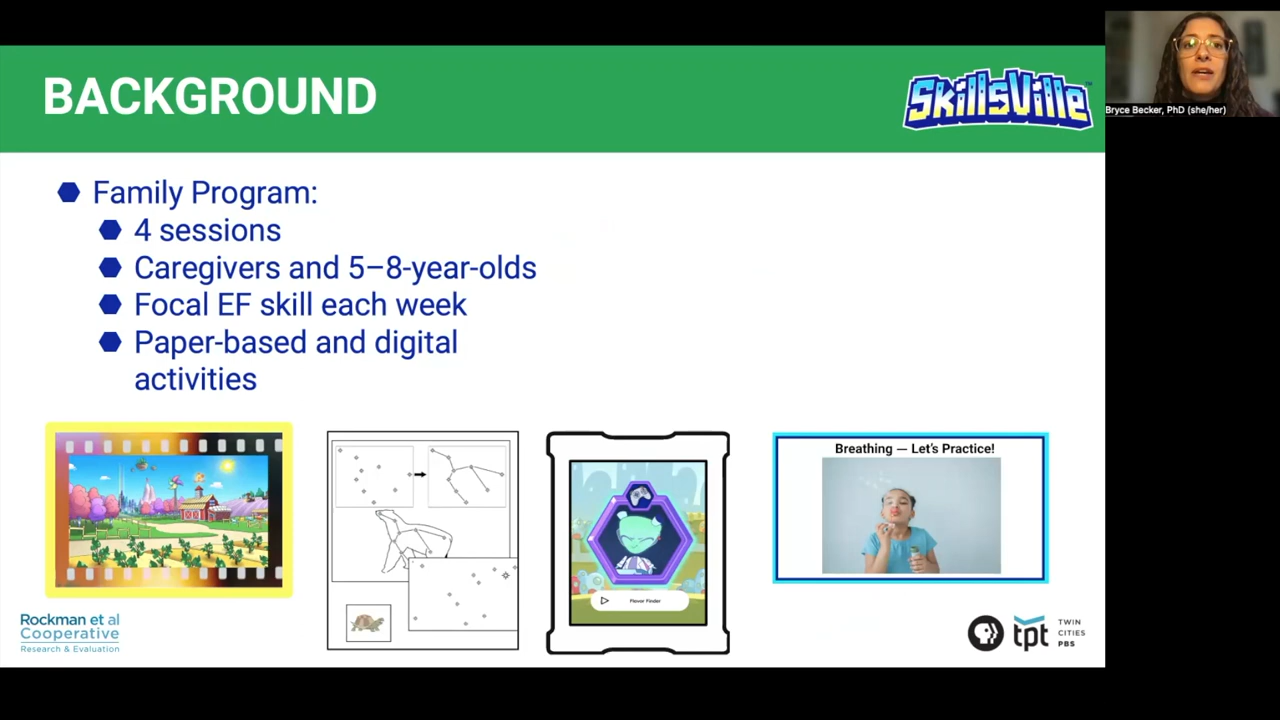 BACKGROUND
SkillsVille™
Bryce Becker, PhD (she/her)
Family Program:
4 sessions
Caregivers and 5–8-year-olds
Focal EF skill each week
Paper-based and digital
activities
Flavor Finder
Breathing — Let's Practice!
Rockman et al
Cooperative
Research & Evaluation
tpt
TWIN
CITIES
PBS